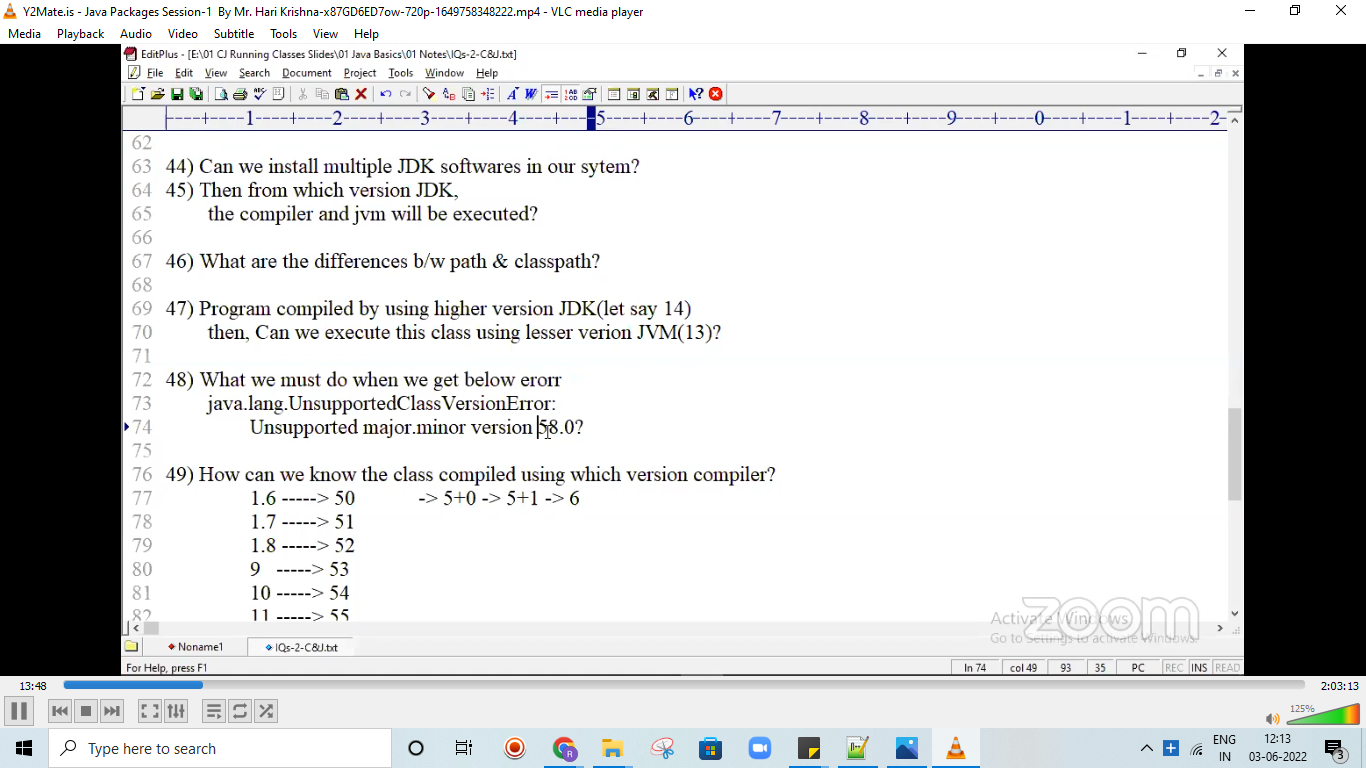 Y2Mate.is - Java Packages Session-1 By Mr. Hari Krishna-x87GD6ED7ow-720p-1649758348222.mp4 - VLC media player
Media Playback Audio Video Subtitle Tools View Help
EditPlus - [E:\01 CJ Running Classes Slides\01 Java Basics\01 Notes\IQs-2-C&J.txt]
File Edit View Search Document Project Tools Window Help
----+----1----+----2----+----3----+----4----+----5----+----6----+----7----+----8----+----9----+----0----+----1----+----2-
62
63 44) Can we install multiple JDK softwares in our sytem?
64 45) Then from which version JDK,
65 the compiler and jvm will be executed?
66
67 46) What are the differences b/w path & classpath?
68
69 47) Program compiled by using higher version JDK(let say 14)
70 then, Can we execute this class using lesser verion JVM(13)?
71
72 48) What we must do when we get below erorr
73 java.lang.UnsupportedClassVersionError:
74 Unsupported major.minor version 58.0?
75
76 49) How can we know the class compiled using which version compiler?
77 1.6 -----> 50 -> 5+0 -> 5+1 -> 6
78 1.7 -----> 51
79 1.8 -----> 52
80 9 -----> 53
81 10 -----> 54
82 11 -----> 55
zoom
Activate Windows
Go to Settings to activate Windows.
Noname1 IQs-2-C&J.txt
For Help, press F1 ln 74 col 49 93 35 PC REC INS READ
13:48 2:03:13
125%
Type here to search
ENG 12:13
IN 03-06-2022 3